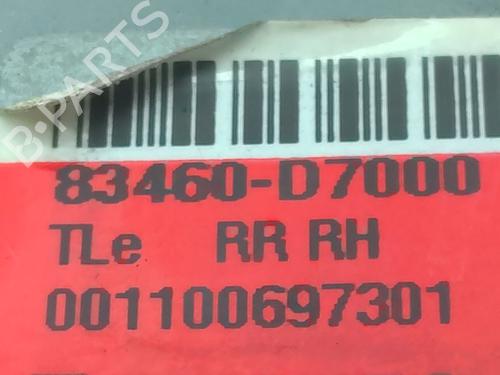 B-PARTS
83460-D7000
TLe RR RH
001100697301